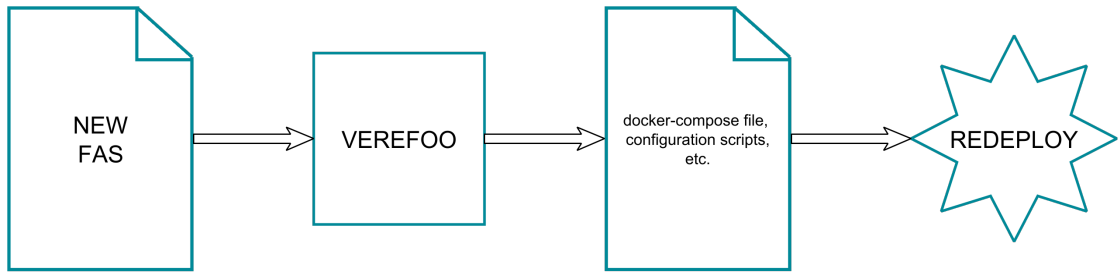 NEW
FAS
VEREFOO
docker-compose file,
configuration scripts,
etc.
REDEPLOY